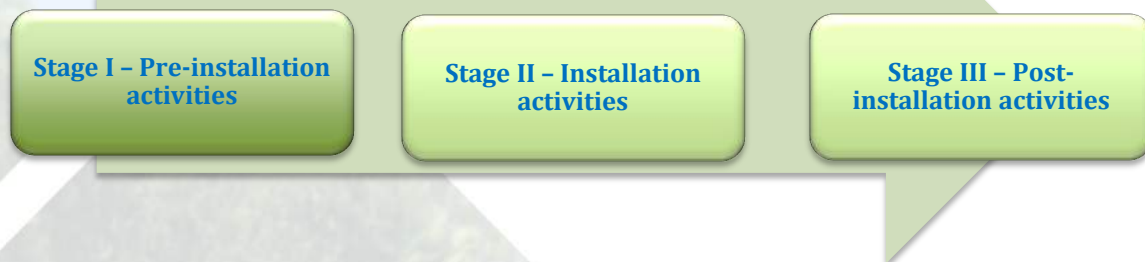 Stage I – Pre-installation
activities
Stage II – Installation
activities
Stage III – Post-
installation activities